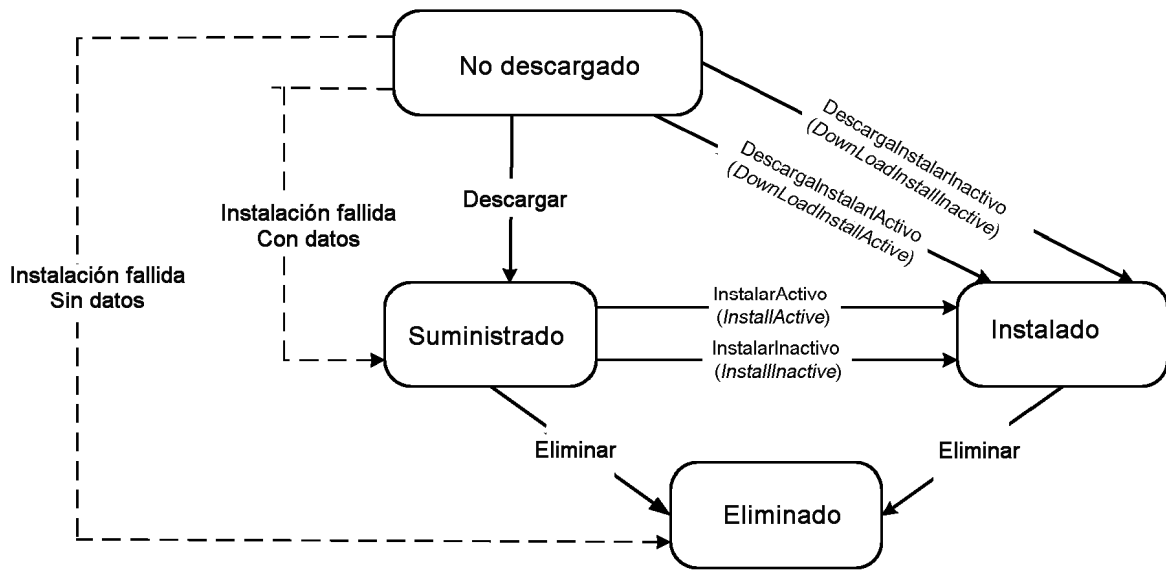 No descargado
DescargaInstalarInactivo
(DownLoadInstallInactive)
DescargaInstalarlActivo
(DownLoadInstallActive)
Descargar
Instalación fallida
Con datos
Instalación fallida
Sin datos
Suministrado
InstalarActivo
(InstallActive)
InstalarInactivo
(InstallInactive)
Instalado
Eliminar
Eliminar
Eliminado